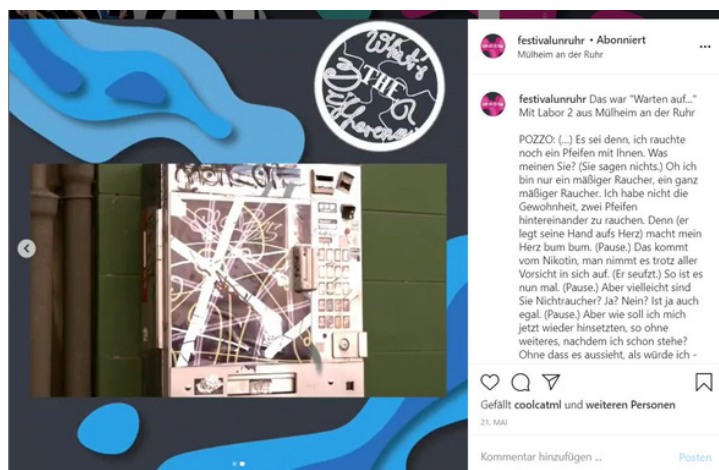 What's
THE
Difference?
festivalunruhr • Abonniert
Mülheim an der Ruhr
festivalunruhr Das war "Warten auf..."
Mit Labor 2 aus Mülheim an der Ruhr
POZZO: (...) Es sei denn, ich rauchte
noch ein Pfeifen mit Ihnen. Was
meinen Sie? (Sie sagen nichts.) Oh ich
bin nur ein mäßiger Raucher, ein ganz
mäßiger Raucher. Ich habe nicht die
Gewohnheit, zwei Pfeifen
hintereinander zu rauchen. Denn (er
legt seine Hand aufs Herz) macht mein
Herz bum bum. (Pause.) Das kommt
vom Nikotin, man nimmt es trotz aller
Vorsicht in sich auf. (Er seufzt.) So ist es
nun mal. (Pause.) Aber vielleicht sind
Sie Nichtraucher? Ja? Nein? Ist ja auch
egal. (Pause.) Aber wie soll ich mich
jetzt wieder hinsetzten, so ohne
weiteres, nachdem ich schon stehe?
Ohne dass es aussieht, als würde ich -
Gefällt coolcatml und weiteren Personen
21. MAI
Kommentar hinzufügen ...
Posten